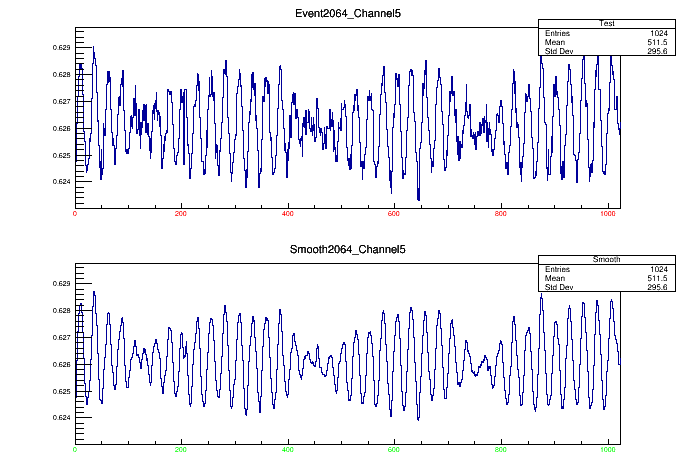 Event2064_Channel5
Test
Entries 1024
Mean 511.5
Std Dev 295.6
0.629
0.628
0.627
0.626
0.625
0.624
0 200 400 600 800 1000
Smooth2064_Channel5
Smooth
Entries 1024
Mean 511.5
Std Dev 295.6
0.629
0.628
0.627
0.626
0.625
0.624
0 200 400 600 800 1000